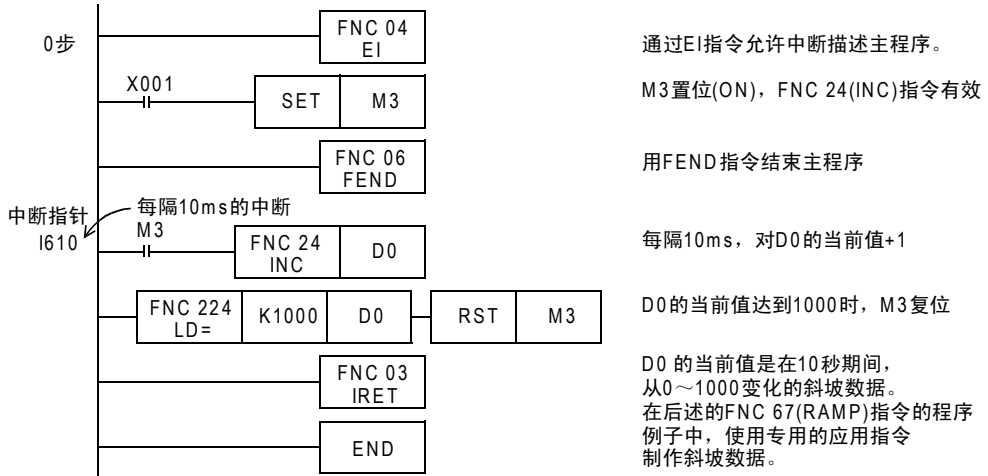 0步
FNC 04
EI
通过EI指令允许中断描述主程序。
X001
SET
M3
M3置位(ON)，FNC 24(INC)指令有效
FNC 06
FEND
用FEND指令结束主程序
中断指针
I610
每隔10ms的中断
M3
FNC 24
INC
D0
每隔10ms，对D0的当前值+1
FNC 224
LD=
K1000
D0
RST
M3
D0的当前值达到1000时，M3复位
FNC 03
IRET
D0 的当前值是在10秒期间，
从0～1000变化的斜坡数据。
在后述的FNC 67(RAMP)指令的程序
例子中，使用专用的应用指令
制作斜坡数据。
END